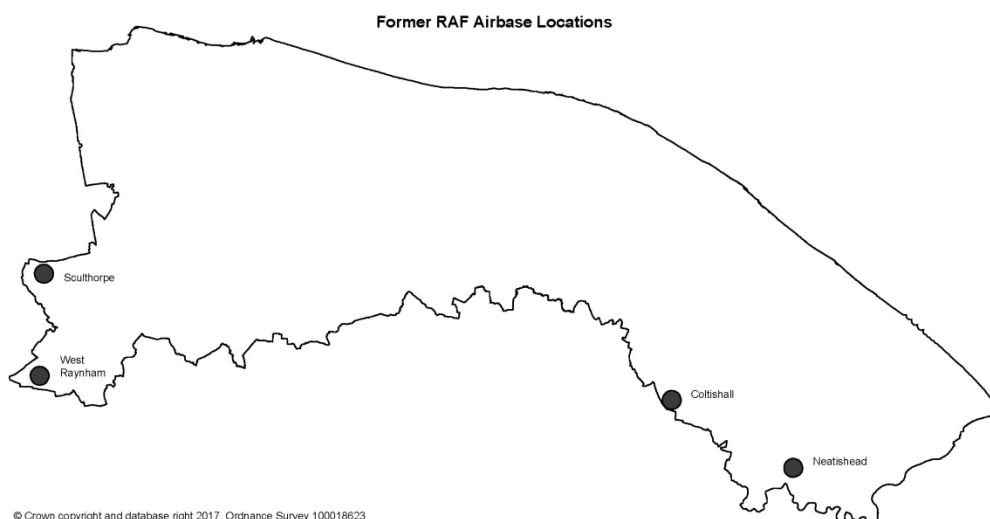 Former RAF Airbase Locations
Sculthorpe
West
Raynham
Coltishall
Neatishead
© Crown copyright and database right 2017. Ordnance Survey 100018623